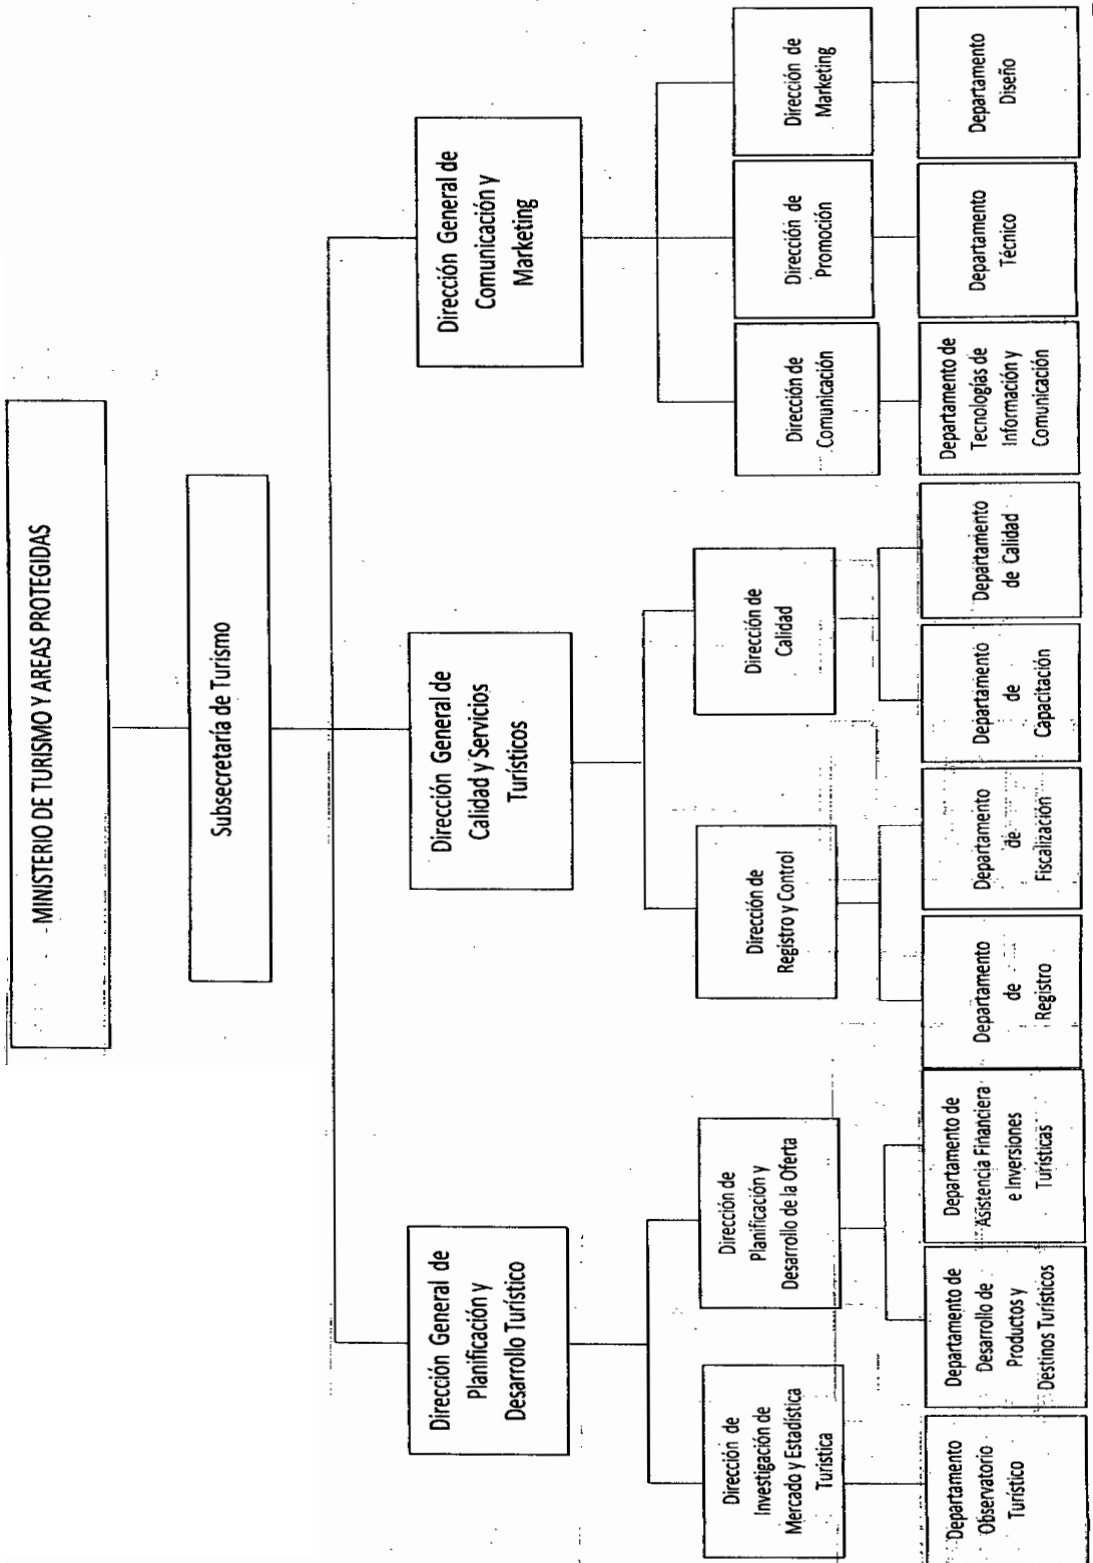 MINISTERIO DE TURISMO Y AREAS PROTEGIDAS
Subsecretaría de Turismo
Dirección General de
Planificación y
Desarrollo Turístico
Dirección General de
Calidad y Servicios
Turísticos
Dirección General de
Comunicación y
Marketing
Dirección de
Investigación de
Mercado y Estadística
Turística
Dirección de
Planificación y
Desarrollo de la Oferta
Dirección de
Registro y Control
Dirección de
Calidad
Dirección de
Comunicación
Dirección de
Promoción
Dirección de
Marketing
Departamento
Observatorio
Turístico
Departamento de
Desarrollo de
Productos y
Destinos Turísticos
Departamento de
Asistencia Financiera
e Inversiones
Turísticas
Departamento
de
Registro
Departamento
de
Fiscalización
Departamento
de
Capacitación
Departamento
de Calidad
Departamento de
Tecnologías de
Información y
Comunicación
Departamento
Técnico
Departamento
Diseño